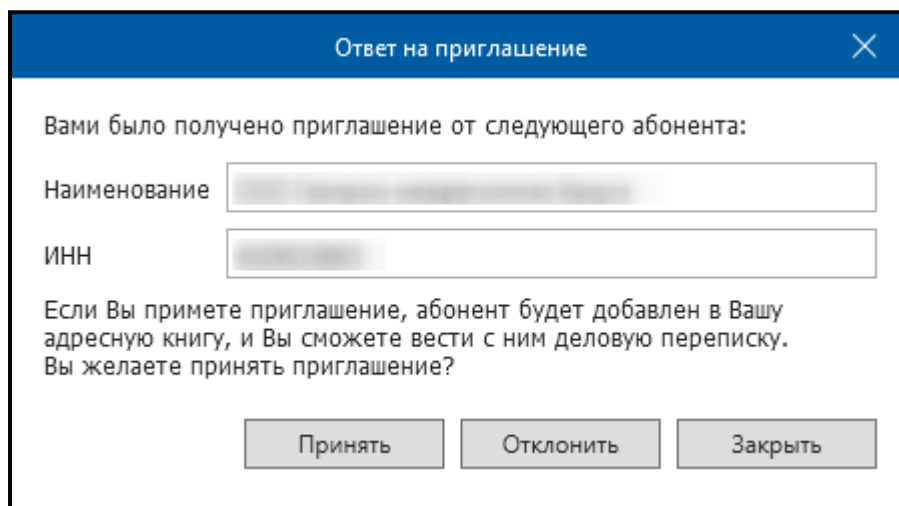 Ответ на приглашение
Вами было получено приглашение от следующего абонента:
Наименование
ИНН
Если Вы примете приглашение, абонент будет добавлен в Вашу
адресную книгу, и Вы сможете вести с ним деловую переписку.
Вы желаете принять приглашение?
Принять Отклонить Закрыть